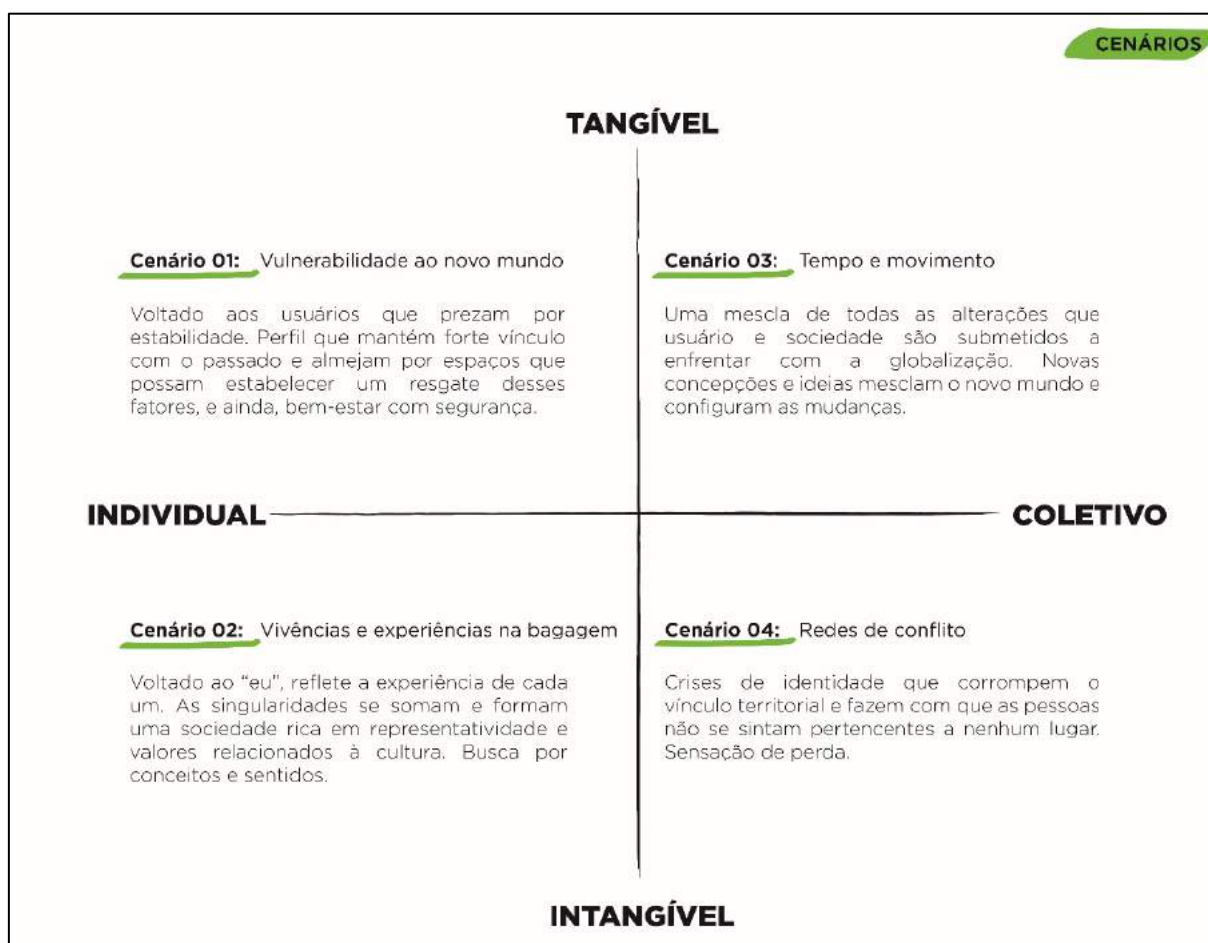 CENÁRIOS
TANGÍVEL
Cenário 01: Vulnerabilidade ao novo mundo
Voltado aos usuários que prezam por
estabilidade. Perfil que mantém forte vínculo
com o passado e almejam por espaços que
possam estabelecer um resgate desses
fatores, e ainda, bem-estar com segurança.
Cenário 03: Tempo e movimento
Uma mescla de todas as alterações que
usuário e sociedade são submetidos a
enfrentar com a globalização. Novas
concepções e ideias mesclam o novo mundo e
configuram as mudanças.
INDIVIDUAL
COLETIVO
Cenário 02: Vivências e experiências na bagagem
Voltado ao “eu”, reflete a experiência de cada
um. As singularidades se somam e formam
uma sociedade rica em representatividade e
valores relacionados à cultura. Busca por
conceitos e sentidos.
Cenário 04: Redes de conflito
Crises de identidade que corrompem o
vínculo territorial e fazem com que as pessoas
não se sintam pertencentes a nenhum lugar.
Sensação de perda.
INTANGÍVEL